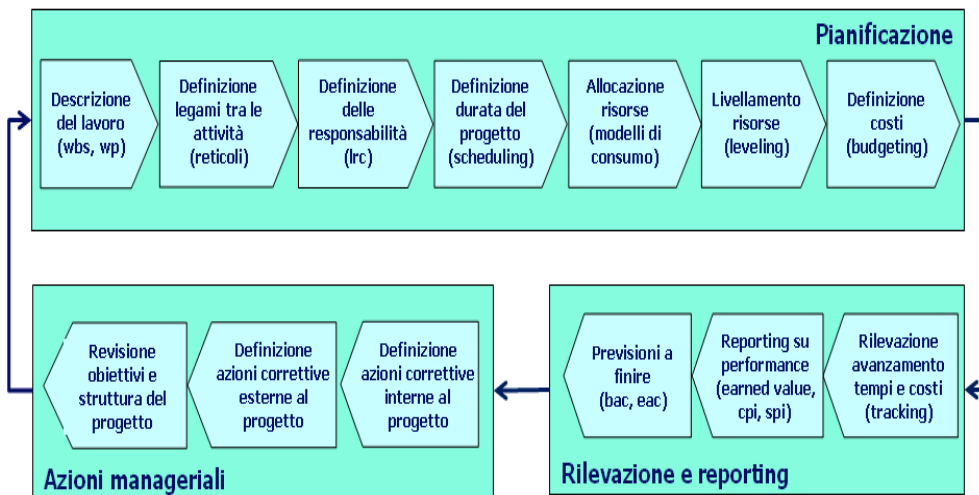 Pianificazione
Descrizione
del lavoro
(wbs, wp)
Definizione
legami tra le
attività
(reticoli)
Definizione
delle
responsabilità
(lrc)
Definizione
durata del
progetto
(scheduling)
Allocazione
risorse
(modelli di
consumo)
Livellamento
risorse
(leveling)
Definizione
costi
(budgeting)
Revisione
obiettivi e
struttura del
progetto
Definizione
azioni correttive
esterne al
progetto
Definizione
azioni correttive
interne al
progetto
Azioni manageriali
Previsioni a
finire
(bac, eac)
Reporting su
performance
(earned value,
cpi, spi)
Rilevazione
avanzamento
tempi e costi
(tracking)
Rilevazione e reporting